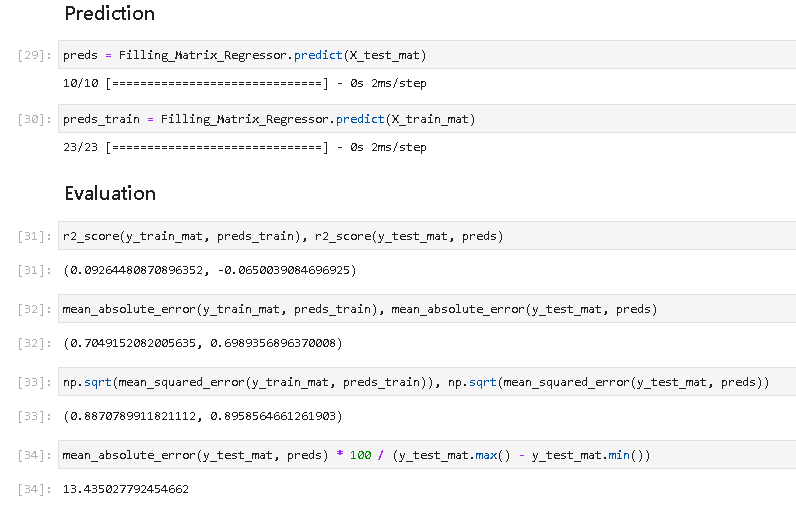 Prediction
[29]: preds = Filling_Matrix_Regressor.predict(X_test_mat)
10/10 [==============================] - 0s 2ms/step
[30]: preds_train = Filling_Matrix_Regressor.predict(X_train_mat)
23/23 [==============================] - 0s 2ms/step
Evaluation
[31]: r2_score(y_train_mat, preds_train), r2_score(y_test_mat, preds)
[31]: (0.09264480870896352, -0.0650039084696925)
[32]: mean_absolute_error(y_train_mat, preds_train), mean_absolute_error(y_test_mat, preds)
[32]: (0.7049152082005635, 0.6989356896370008)
[33]: np.sqrt(mean_squared_error(y_train_mat, preds_train)), np.sqrt(mean_squared_error(y_test_mat, preds))
[33]: (0.8870789911821112, 0.8958564661261903)
[34]: mean_absolute_error(y_test_mat, preds) * 100 / (y_test_mat.max() - y_test_mat.min())
[34]: 13.435027792454662